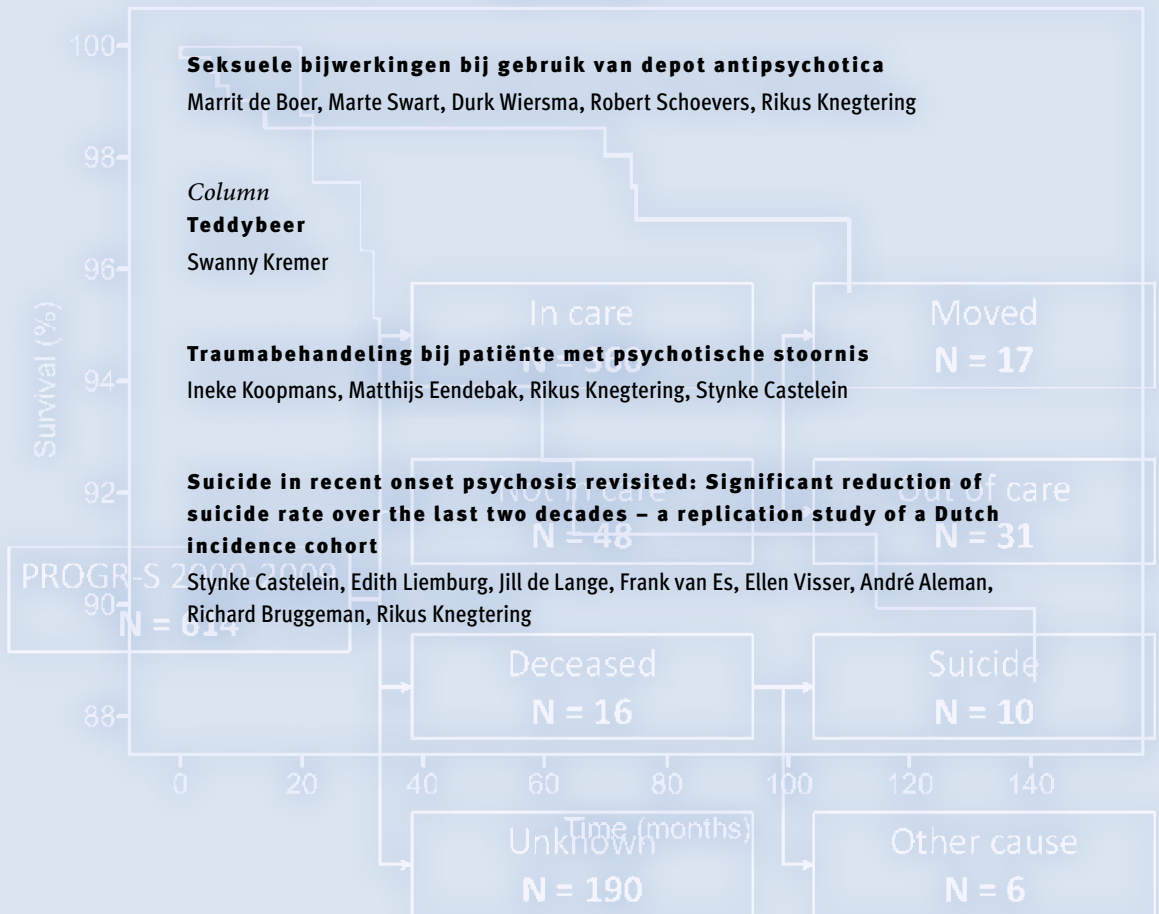 Seksuele bijwerkingen bij gebruik van depot antipsychotica
Marrit de Boer, Marte Swart, Durk Wiersma, Robert Schoevers, Rikus Knegtering
Column
Teddybeer
Swanny Kremer
Traumabehandeling bij patiënte met psychotische stoornis
Ineke Koopmans, Matthijs Eendebak, Rikus Knegtering, Stynke Castelein
Suicide in recent onset psychosis revisited: Significant reduction of
suicide rate over the last two decades – a replication study of a Dutch
incidence cohort
Stynke Castelein, Edith Liemburg, Jill de Lange, Frank van Es, Ellen Visser, André Aleman,
Richard Bruggeman, Rikus Knegtering
Survival (%)
100
98
96
94
92
90
88
0 20 40 60 80 100 120 140
Time (months)
PROGR-S 2000-2009
N = 614
In care
N =
Moved
N = 17
Not in care
N = 48
Out of care
N = 31
Deceased
N = 16
Suicide
N = 10
Unknown
N = 190
Other cause
N = 6